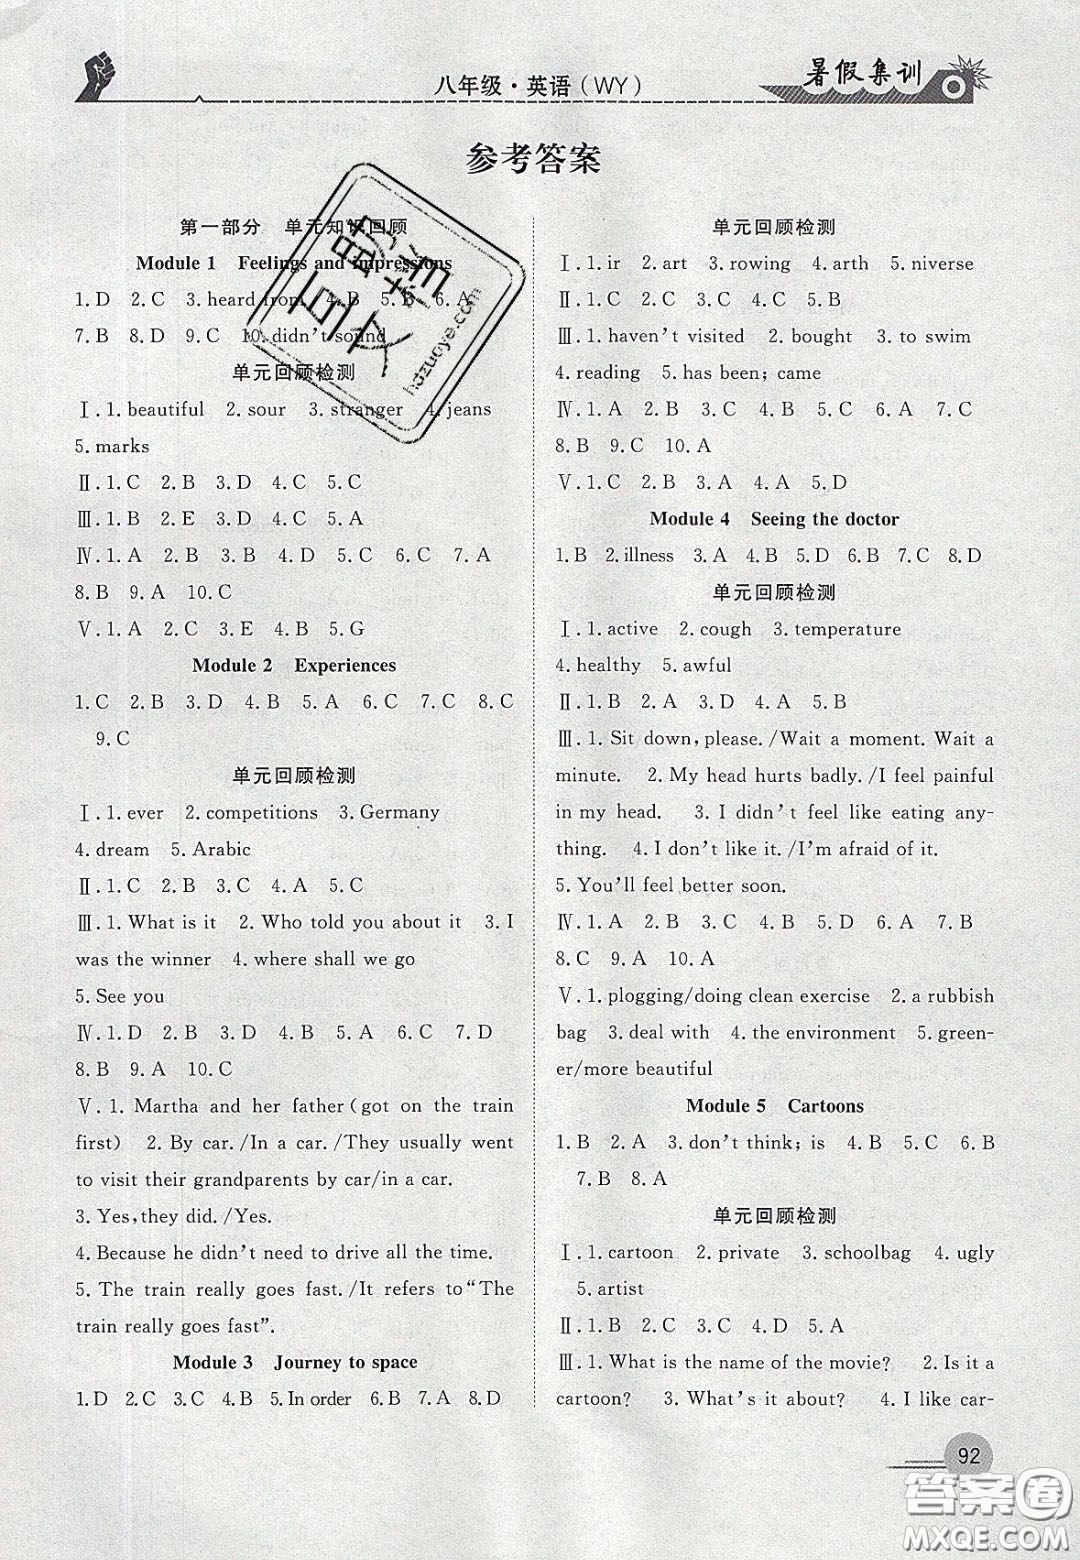 八年级·英语(WY)
暑假集训
参考答案
第一部分 单元知识回顾
Module 1 Feelings and impressions
1. D 2. C 3. heard from 4. B 5. B 6. A
7. B 8. D 9. C 10. didn't sound
单元回顾检测
Ⅰ. 1. beautiful 2. sour 3. stranger 4. jeans
5. marks
Ⅱ. 1. C 2. B 3. D 4. C 5. C
Ⅲ. 1. B 2. E 3. D 4. C 5. A
Ⅳ. 1. A 2. B 3. B 4. C 5. B 6. C 7. A
8. B 9. A 10. C
Ⅴ. 1. A 2. C 3. E 4. B 5. G
Module 2 Experiences
1. C 2. B 3. D 4. B 5. A 6. C 7. C 8. C
9. C
单元回顾检测
Ⅰ. 1. ever 2. competitions 3. Germany
4. dream 5. Arabic
Ⅱ. 1. C 2. B 3. C 4. A 5. C
Ⅲ. 1. What is it 2. Who told you about it 3. I
was the winner 4. where shall we go
5. See you
Ⅳ. 1. D 2. B 3. D 4. B 5. A 6. C 7. D
8. B 9. A 10. C
Ⅴ. 1. Martha and her father(got on the train
first) 2. By car./In a car. /They usually went
to visit their grandparents by car/in a car.
3. Yes, they did. /Yes.
4. Because he didn't need to drive all the time.
5. The train really goes fast. /It refers to“The
train really goes fast”.
Module 3 Journey to space
1. D 2. C 3. C 4. B 5. In order 6. B 7. A 8. D
单元回顾检测
Ⅰ. 1. ir 2. art 3. rowing 4. arth 5. niverse
Ⅱ. 1. B 2. C 3. D 4. C 5. B
Ⅲ. 1. haven't visited 2. bought 3. to swim
4. reading 5. has been; came
Ⅳ. 1. A 2. B 3. C 4. B 5. C 6. A 7. C
8. B 9. C 10. A
Ⅴ. 1. C 2. B 3. A 4. A 5. D
Module 4 Seeing the doctor
1. B 2. illness 3. A 4. B 5. D 6. B 7. C 8. D
单元回顾检测
Ⅰ. 1. active 2. cough 3. temperature
4. healthy 5. awful
Ⅱ. 1. B 2. A 3. D 4. A 5. B
Ⅲ. 1. Sit down, please. /Wait a moment. Wait a
minute. 2. My head hurts badly. /I feel painful
in my head. 3. I didn't feel like eating any-
thing. 4. I don't like it. /I'm afraid of it.
5. You'll feel better soon.
Ⅳ. 1. A 2. B 3. C 4. B 5. C 6. A 7. B
8. C 9. A 10. A
Ⅴ. 1. plogging/doing clean exercise 2. a rubbish
bag 3. deal with 4. the environment 5. green-
er/more beautiful
Module 5 Cartoons
1. B 2. A 3. don't think; is 4. B 5. C 6. B
7. B 8. A
单元回顾检测
Ⅰ. 1. cartoon 2. private 3. schoolbag 4. ugly
5. artist
Ⅱ. 1. B 2. C 3. C 4. D 5. A
Ⅲ. 1. What is the name of the movie? 2. Is it a
cartoon? 3. What's it about? 4. I like car-
92
答案圈
MXQE.COM
hdzuoye.com